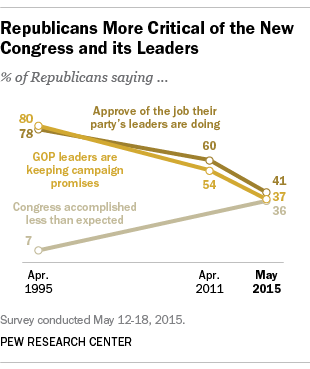 Republicans More Critical of the New
Congress and its Leaders
% of Republicans saying ...
Approve of the job their
party's leaders are doing
80
78
60
GOP leaders are
keeping campaign
promises
54
41
37
36
Congress accomplished
less than expected
7
Apr.
1995
Apr.
2011
May
2015
Survey conducted May 12-18, 2015.
PEW RESEARCH CENTER